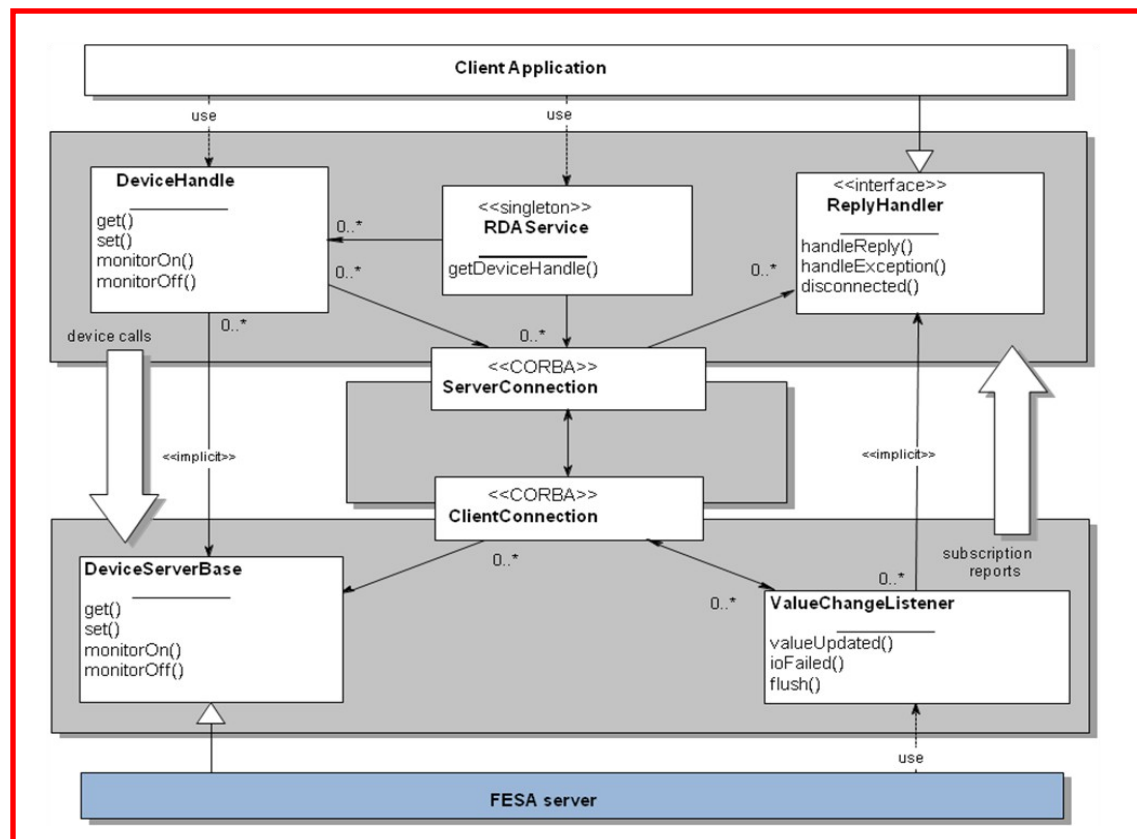 Client Application
use
use
DeviceHandle
get()
set()
monitorOn()
monitorOff()
<<singleton>>
RDAService
getDeviceHandle()
<<interface>>
ReplyHandler
handleReply()
handleException()
disconnected()
0..*
0..*
0..*
0..*
0..*
device calls
<<CORBA>>
ServerConnection
<<implicit>>
<<implicit>>
<<CORBA>>
ClientConnection
0..*
0..*
0..*
subscription
reports
DeviceServerBase
get()
set()
monitorOn()
monitorOff()
ValueChangeListener
valueUpdated()
ioFailed()
flush()
use
FESA server